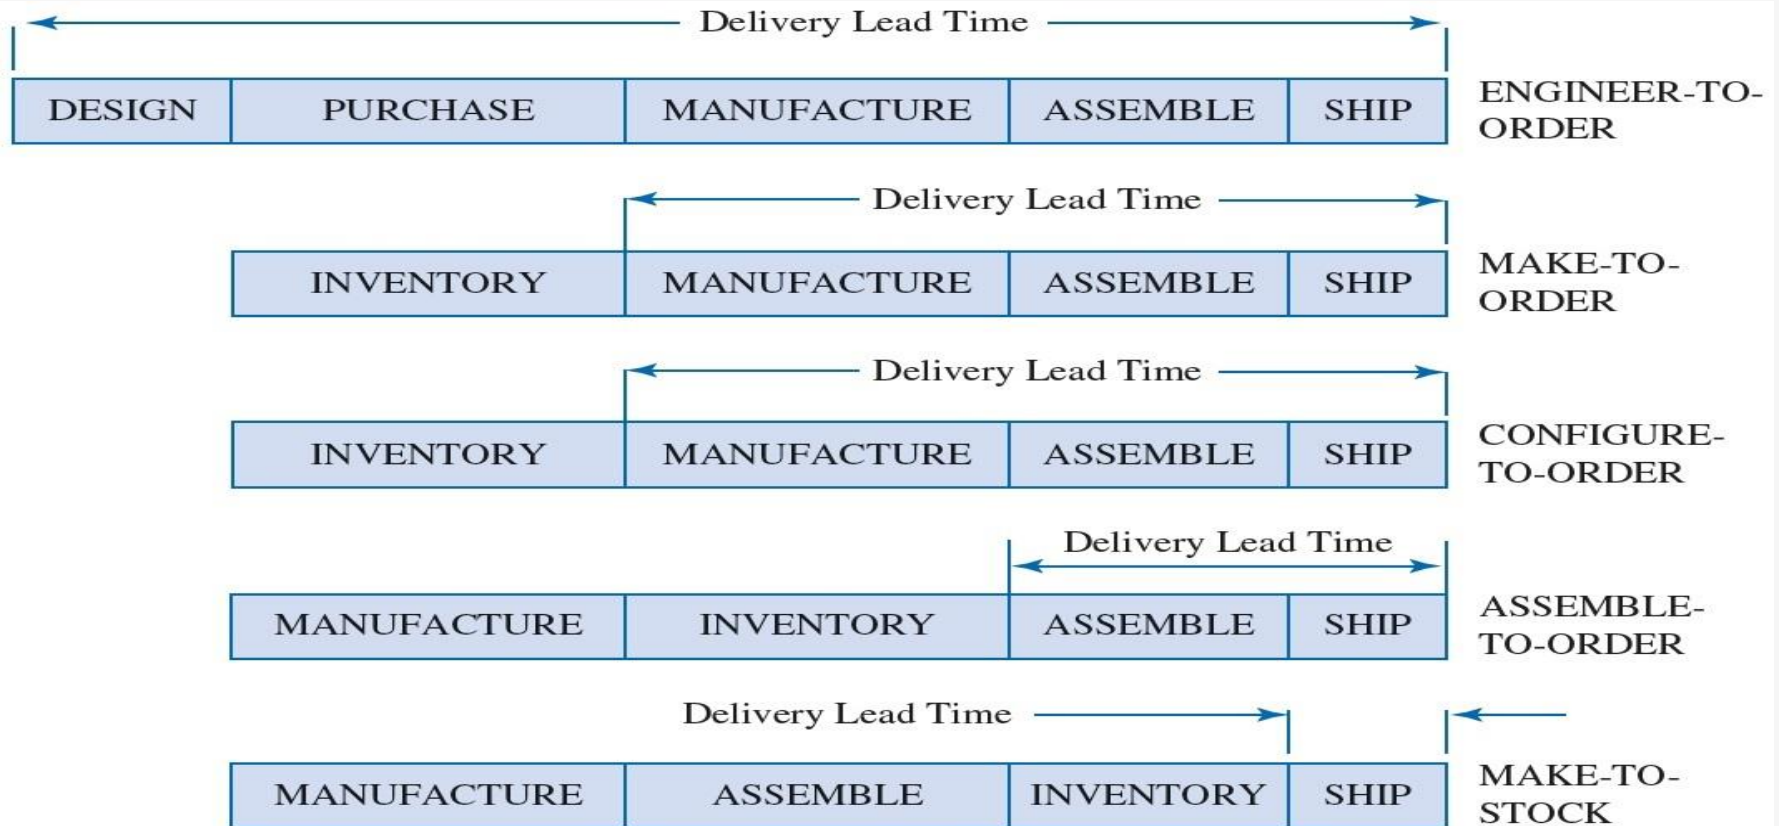 Delivery Lead Time
DESIGN PURCHASE MANUFACTURE ASSEMBLE SHIP ENGINEER-TO-
ORDER
Delivery Lead Time
INVENTORY MANUFACTURE ASSEMBLE SHIP MAKE-TO-
ORDER
Delivery Lead Time
INVENTORY MANUFACTURE ASSEMBLE SHIP CONFIGURE-
TO-ORDER
Delivery Lead Time
MANUFACTURE INVENTORY ASSEMBLE SHIP ASSEMBLE-
TO-ORDER
Delivery Lead Time
MANUFACTURE ASSEMBLE INVENTORY SHIP MAKE-TO-
STOCK